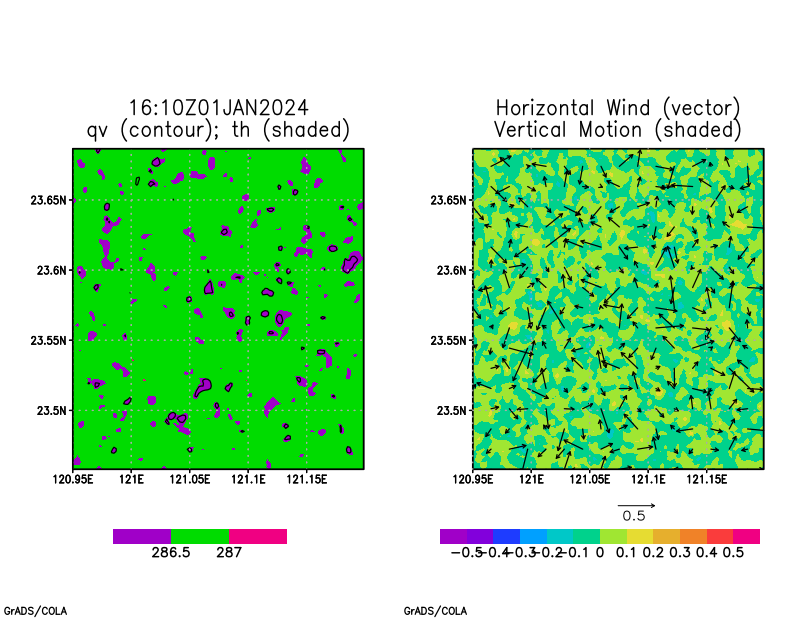 16:10Z01JAN2024
qv (contour); th (shaded)
23.65N
23.6N
23.55N
23.5N
120.95E 121E 121.05E 121.1E 121.15E
286.5 287
GrADS/COLA
Horizontal Wind (vector)
Vertical Motion (shaded)
23.65N
23.6N
23.55N
23.5N
120.95E 121E 121.05E 121.1E 121.15E
0.5
-0.5 -0.4 -0.3 -0.2 -0.1 0 0.1 0.2 0.3 0.4 0.5
GrADS/COLA